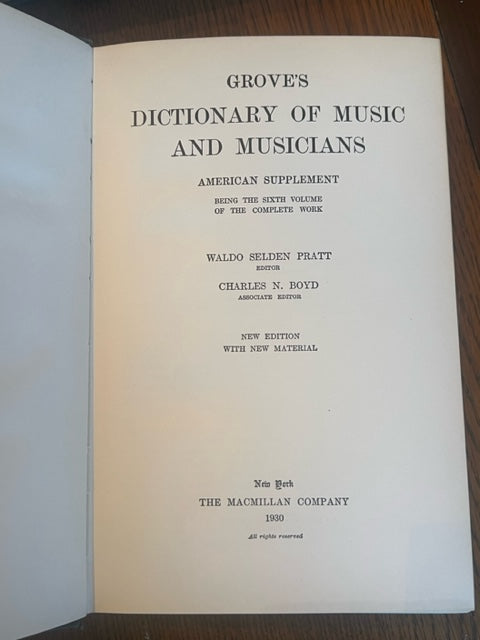 GROVE'S
DICTIONARY OF MUSIC
AND MUSICIANS
AMERICAN SUPPLEMENT
BEING THE SIXTH VOLUME
OF THE COMPLETE WORK
WALDO SELDEN PRATT
EDITOR
CHARLES N. BOYD
ASSOCIATE EDITOR
NEW EDITION
WITH NEW MATERIAL
New York
THE MACMILLAN COMPANY
1930
All rights reserved